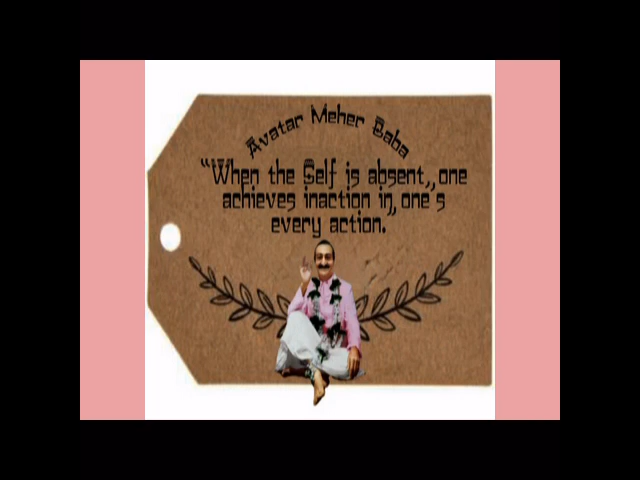 Avatar Meher Baba
"When the Self is absent,, one
achieves inaction in, one's
every action."